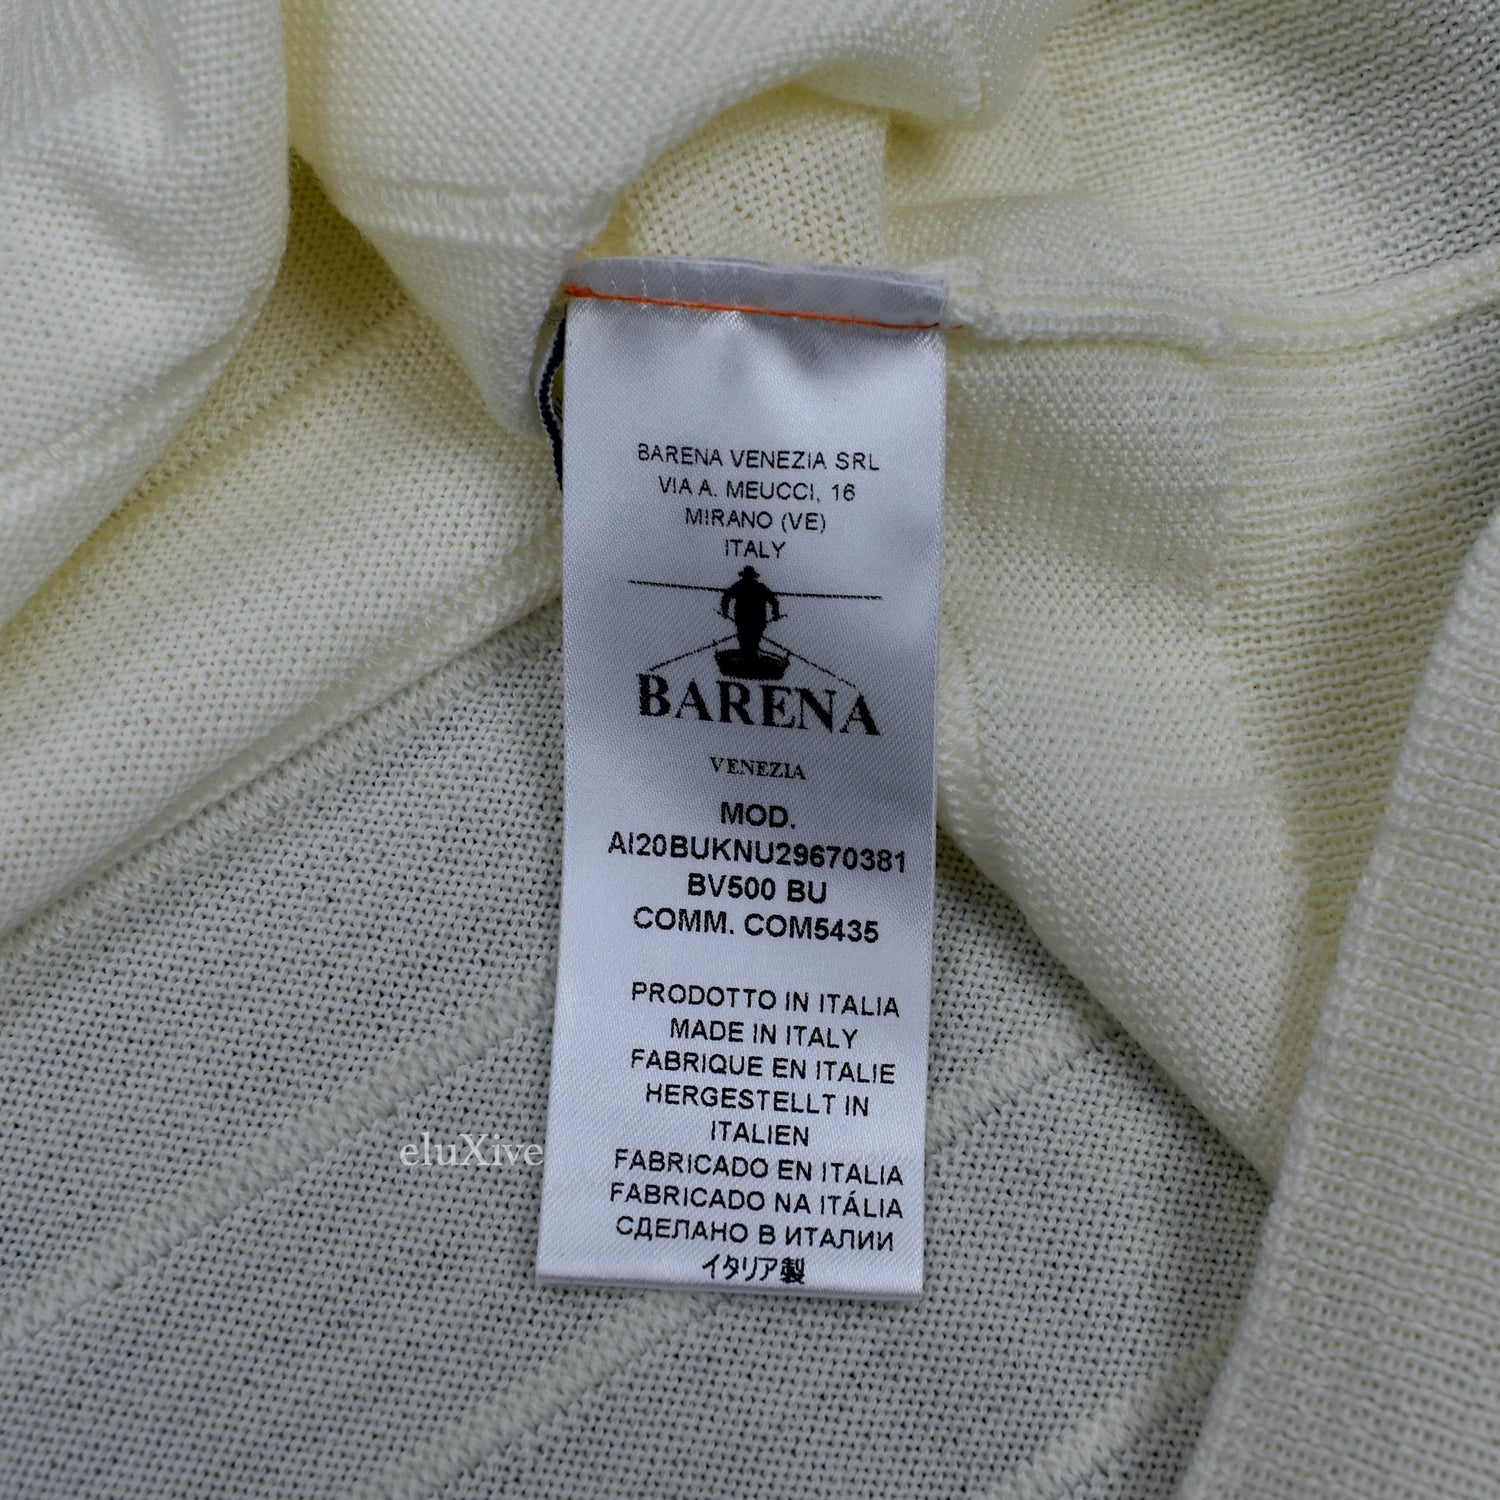 BARENA VENEZIA SRL
VIA A. MEUCCI, 16
MIRANO (VE)
ITALY
BARENA
VENEZIA
MOD.
AI20BUKNU29670381
BV500 BU
COMM. COM5435
PRODOTTO IN ITALIA
MADE IN ITALY
FABRIQUE EN ITALIE
HERGESTELLT IN
ITALIEN
FABRICADO EN ITALIA
FABRICADO NA ITÁLIA
СДЕЛАНО В ИТАЛИИ
イタリア製
eluXive